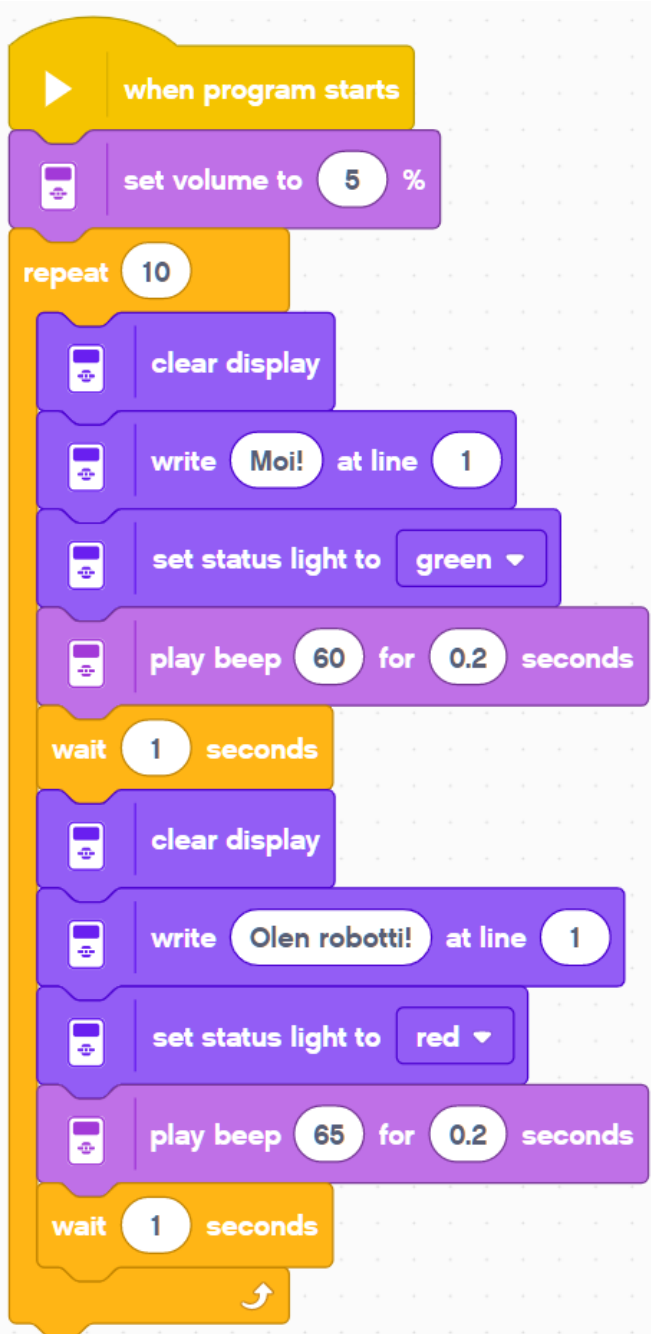 when program starts
set volume to 5 %
repeat 10
clear display
write Moi! at line 1
set status light to green
play beep 60 for 0.2 seconds
wait 1 seconds
clear display
write Olen robotti! at line 1
set status light to red
play beep 65 for 0.2 seconds
wait 1 seconds